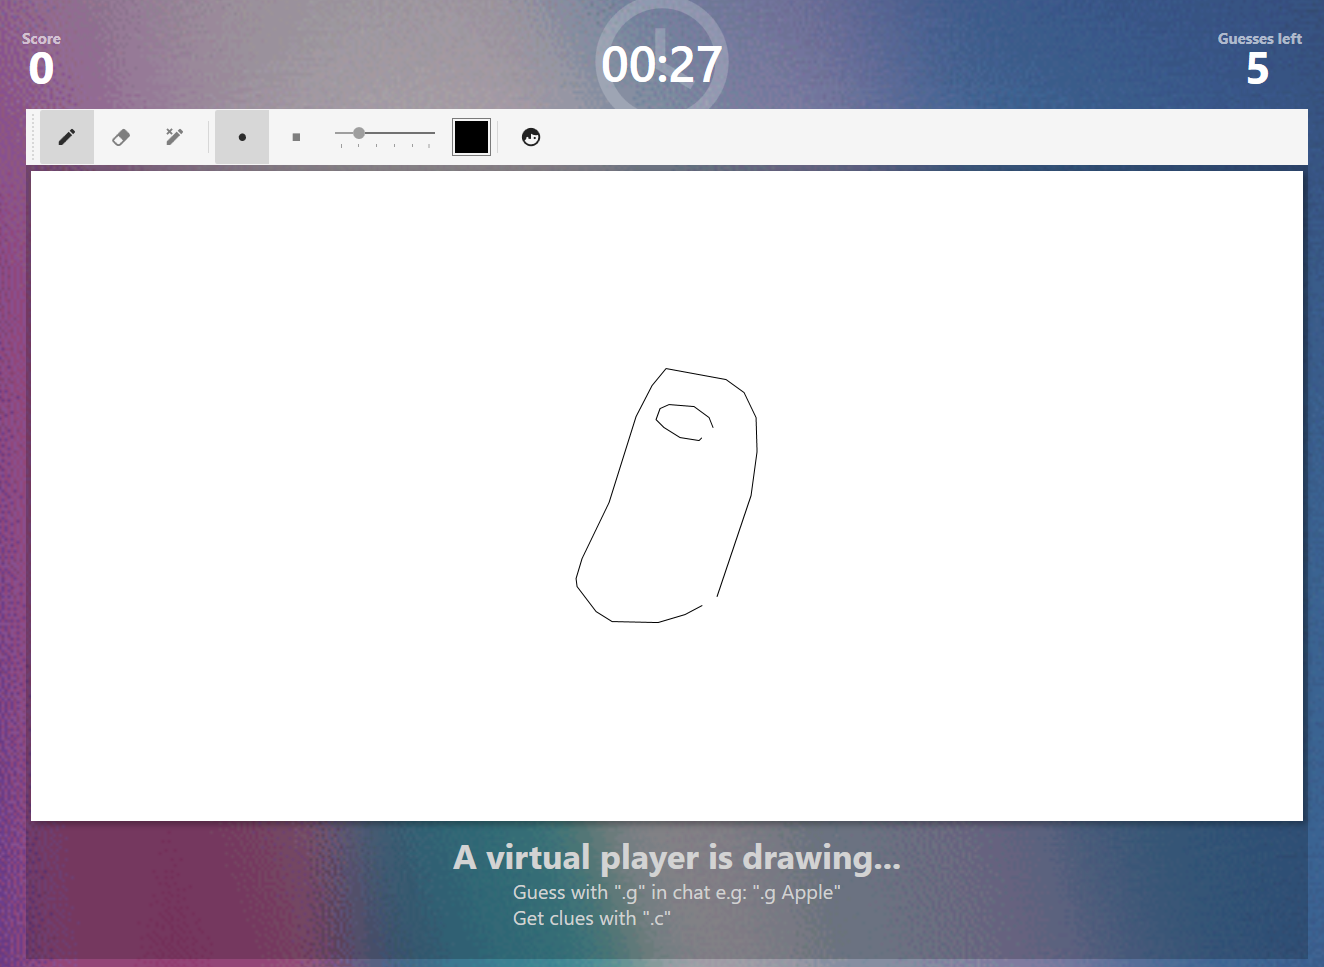 Score
0
00:27
Guesses left
5
A virtual player is drawing...
Guess with ".g" in chat e.g: ".g Apple"
Get clues with ".c"